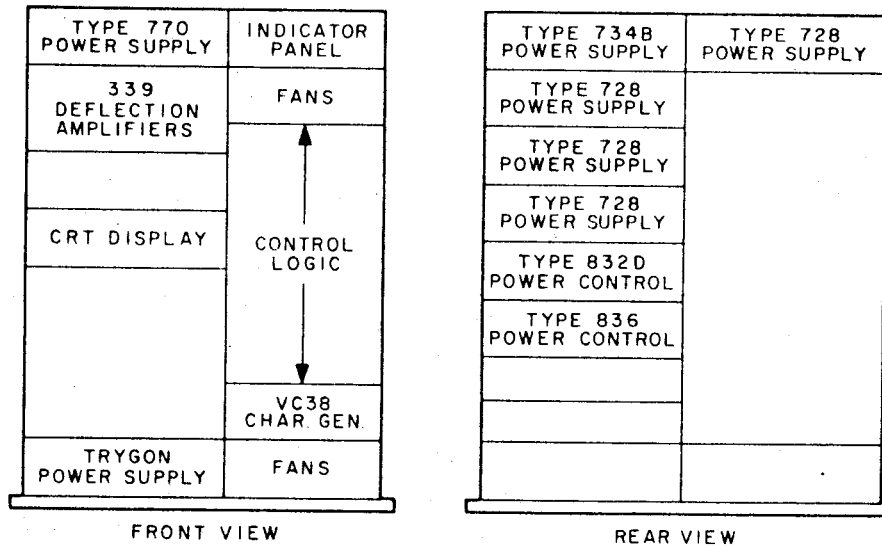 TYPE 770
POWER SUPPLY
INDICATOR
PANEL
339
DEFLECTION
AMPLIFIERS
FANS
CRT DISPLAY
CONTROL
LOGIC
VC38
CHAR. GEN.
TRYGON
POWER SUPPLY
FANS
FRONT VIEW
TYPE 734B
POWER SUPPLY
TYPE 728
POWER SUPPLY
TYPE 728
POWER SUPPLY
TYPE 728
POWER SUPPLY
TYPE 728
POWER SUPPLY
TYPE 832D
POWER CONTROL
TYPE 836
POWER CONTROL
REAR VIEW